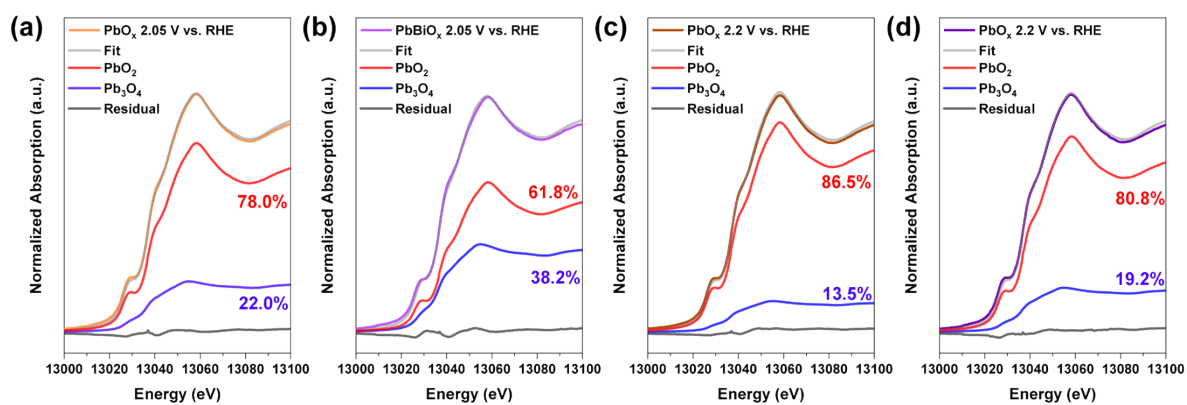 (a)
PbOₓ 2.05 V vs. RHE
Fit
PbO₂
Pb₃O₄
Residual
78.0%
22.0%
Normalized Absorption (a.u.)
13000 13020 13040 13060 13080 13100
Energy (eV)
(b)
PbBiOₓ 2.05 V vs. RHE
Fit
PbO₂
Pb₃O₄
Residual
61.8%
38.2%
Normalized Absorption (a.u.)
13000 13020 13040 13060 13080 13100
Energy (eV)
(c)
PbOₓ 2.2 V vs. RHE
Fit
PbO₂
Pb₃O₄
Residual
86.5%
13.5%
Normalized Absorption (a.u.)
13000 13020 13040 13060 13080 13100
Energy (eV)
(d)
PbOₓ 2.2 V vs. RHE
Fit
PbO₂
Pb₃O₄
Residual
80.8%
19.2%
Normalized Absorption (a.u.)
13000 13020 13040 13060 13080 13100
Energy (eV)